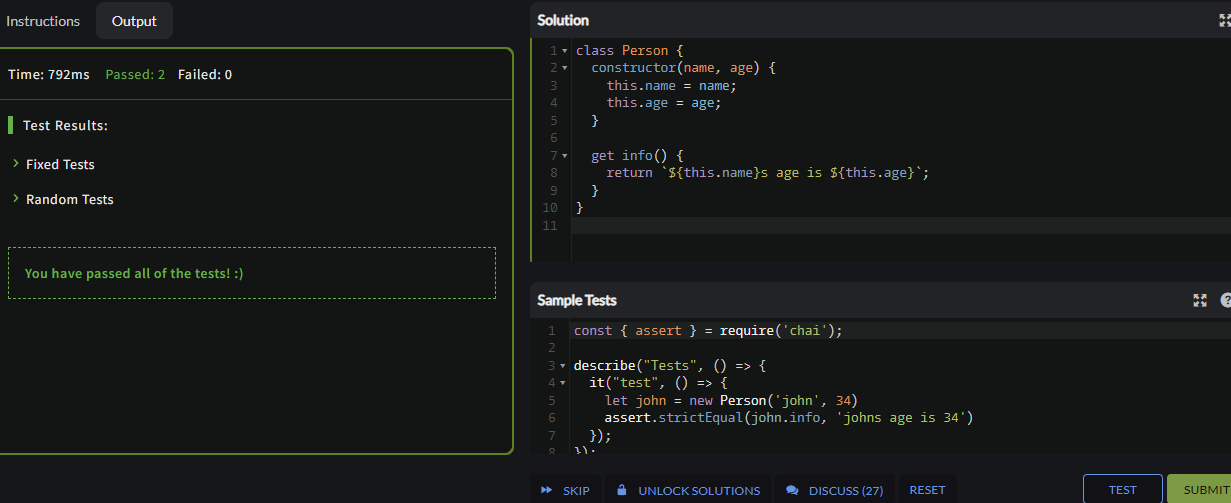 Instructions
Output
Time: 792ms Passed: 2 Failed: 0
Test Results:
Fixed Tests
Random Tests
You have passed all of the tests! :)
Solution
1 class Person {
2   constructor(name, age) {
3     this.name = name;
4     this.age = age;
5   }
6
7   get info() {
8     return `${this.name}s age is ${this.age}`;
9   }
10 }
11
Sample Tests
?
1 const { assert } = require('chai');
2
3 describe("Tests", () => {
4   it("test", () => {
5     let john = new Person('john', 34)
6     assert.strictEqual(john.info, 'johns age is 34')
7   });
8 });
SKIP
UNLOCK SOLUTIONS
DISCUSS (27)
RESET
TEST
SUBMIT